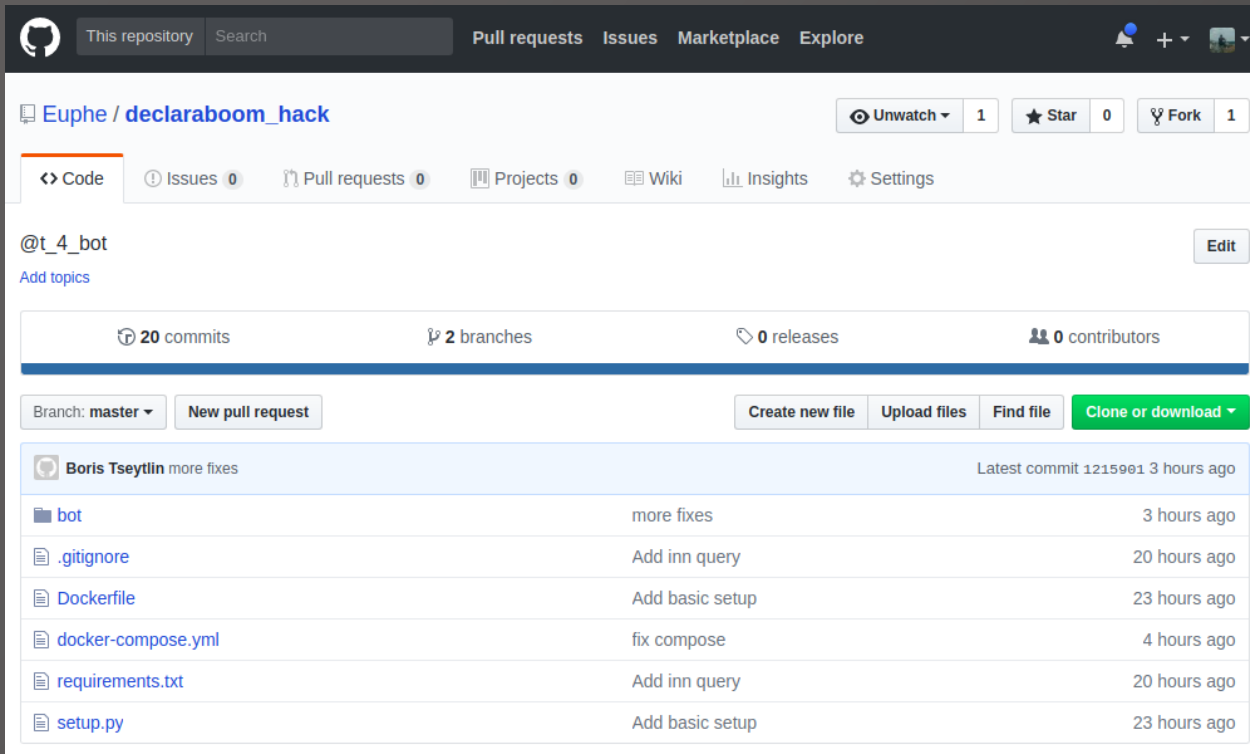 This repository Search Pull requests Issues Marketplace Explore
Euphe / declaraboom_hack Unwatch 1 Star 0 Fork 1
Code Issues 0 Pull requests 0 Projects 0 Wiki Insights Settings
@t_4_bot Edit
Add topics
20 commits 2 branches 0 releases 0 contributors
Branch: master New pull request Create new file Upload files Find file Clone or download
Boris Tseytlin more fixes Latest commit 1215901 3 hours ago
bot more fixes 3 hours ago
.gitignore Add inn query 20 hours ago
Dockerfile Add basic setup 23 hours ago
docker-compose.yml fix compose 4 hours ago
requirements.txt Add inn query 20 hours ago
setup.py Add basic setup 23 hours ago